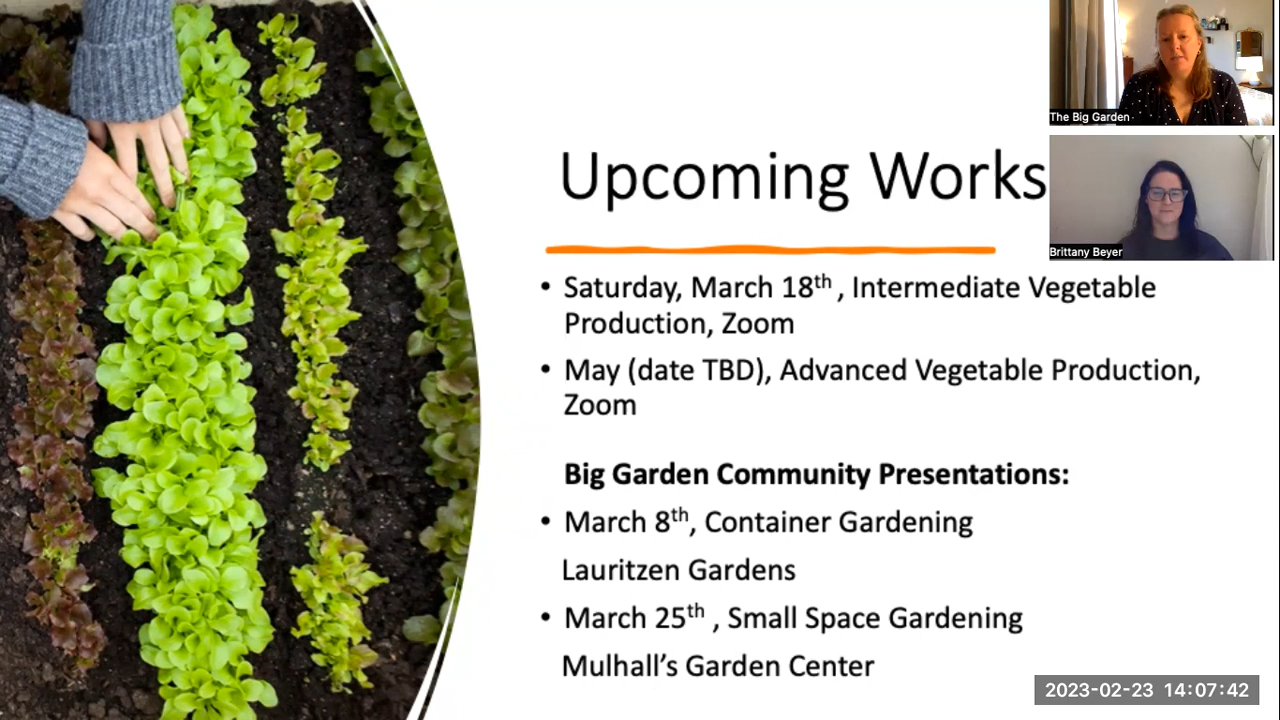 The Big Garden
Upcoming Works
Brittany Beyer
• Saturday, March 18th , Intermediate Vegetable
Production, Zoom
• May (date TBD), Advanced Vegetable Production,
Zoom
Big Garden Community Presentations:
• March 8th, Container Gardening
Lauritzen Gardens
• March 25th , Small Space Gardening
Mulhall’s Garden Center
2023-02-23 14:07:42